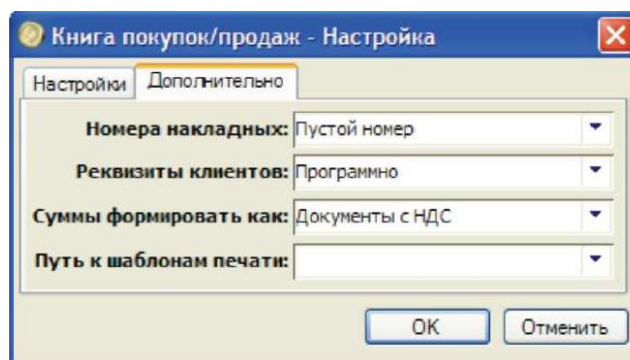 Книга покупок/продаж - Настройка
Настройки Дополнительно
Номера накладных: Пустой номер
Реквизиты клиентов: Программно
Суммы формировать как: Документы с НДС
Путь к шаблонам печати:
OK Отменить